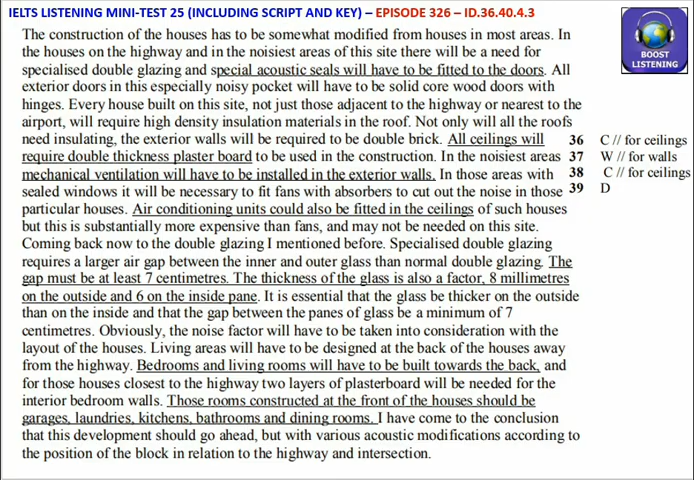 IELTS LISTENING MINI-TEST 25 (INCLUDING SCRIPT AND KEY) – EPISODE 326 – ID.36.40.4.3
BOOST
LISTENING
The construction of the houses has to be somewhat modified from houses in most areas. In
the houses on the highway and in the noisiest areas of this site there will be a need for
specialised double glazing and special acoustic seals will have to be fitted to the doors. All
exterior doors in this especially noisy pocket will have to be solid core wood doors with
hinges. Every house built on this site, not just those adjacent to the highway or nearest to the
airport, will require high density insulation materials in the roof. Not only will all the roofs
need insulating, the exterior walls will be required to be double brick. All ceilings will
require double thickness plaster board to be used in the construction. In the noisiest areas
mechanical ventilation will have to be installed in the exterior walls. In those areas with
sealed windows it will be necessary to fit fans with absorbers to cut out the noise in those
particular houses. Air conditioning units could also be fitted in the ceilings of such houses
but this is substantially more expensive than fans, and may not be needed on this site.
Coming back now to the double glazing I mentioned before. Specialised double glazing
requires a larger air gap between the inner and outer glass than normal double glazing. The
gap must be at least 7 centimetres. The thickness of the glass is also a factor, 8 millimetres
on the outside and 6 on the inside pane. It is essential that the glass be thicker on the outside
than on the inside and that the gap between the panes of glass be a minimum of 7
centimetres. Obviously, the noise factor will have to be taken into consideration with the
layout of the houses. Living areas will have to be designed at the back of the houses away
from the highway. Bedrooms and living rooms will have to be built towards the back, and
for those houses closest to the highway two layers of plasterboard will be needed for the
interior bedroom walls. Those rooms constructed at the front of the houses should be
garages, laundries, kitchens, bathrooms and dining rooms. I have come to the conclusion
that this development should go ahead, but with various acoustic modifications according to
the position of the block in relation to the highway and intersection.
36 C // for ceilings
37 W // for walls
38 C // for ceilings
39 D